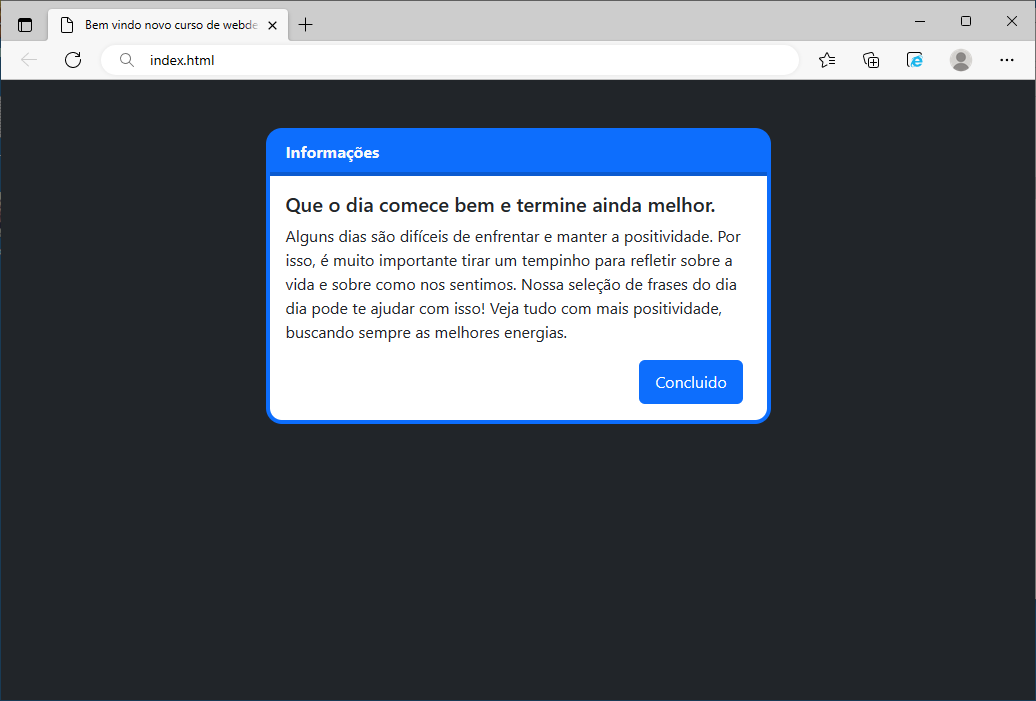 Bem vindo novo curso de webde
index.html
Informações
Que o dia comece bem e termine ainda melhor.
Alguns dias são difíceis de enfrentar e manter a positividade. Por
isso, é muito importante tirar um tempinho para refletir sobre a
vida e sobre como nos sentimos. Nossa seleção de frases do dia
dia pode te ajudar com isso! Veja tudo com mais positividade,
buscando sempre as melhores energias.
Concluido